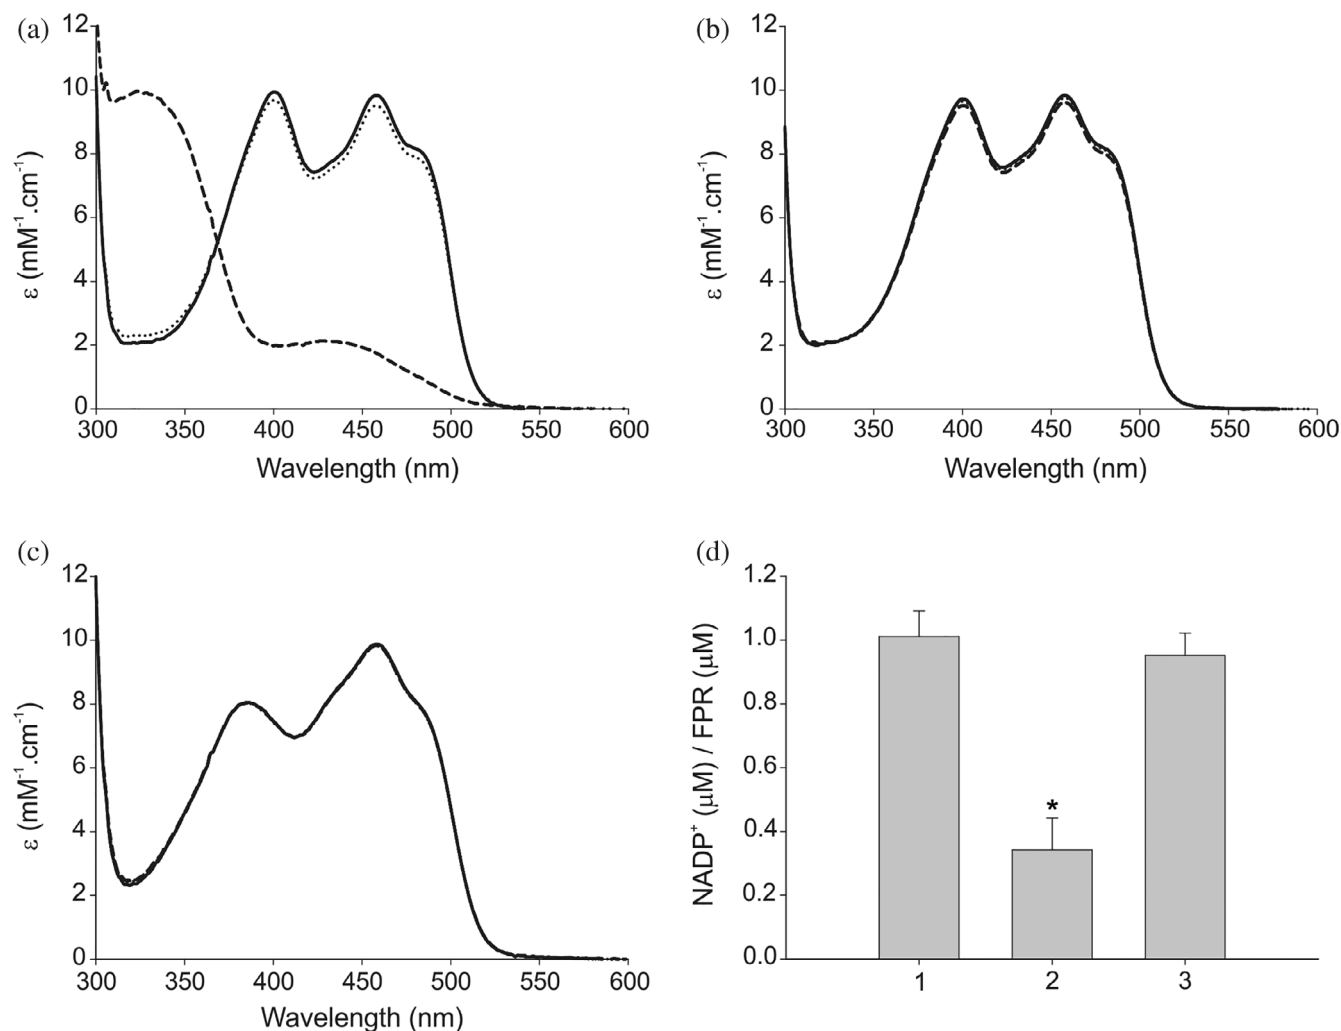 (a)
12
10
8
6
4
2
0
ε (mM⁻¹.cm⁻¹)
300 350 400 450 500 550 600
Wavelength (nm)
(b)
12
10
8
6
4
2
0
ε (mM⁻¹.cm⁻¹)
300 350 400 450 500 550 600
Wavelength (nm)
(c)
12
10
8
6
4
2
0
ε (mM⁻¹.cm⁻¹)
300 350 400 450 500 550 600
Wavelength (nm)
(d)
1.2
1.0
0.8
0.6
0.4
0.2
0.0
NADP⁺ (μM) / FPR (μM)
*
1 2 3